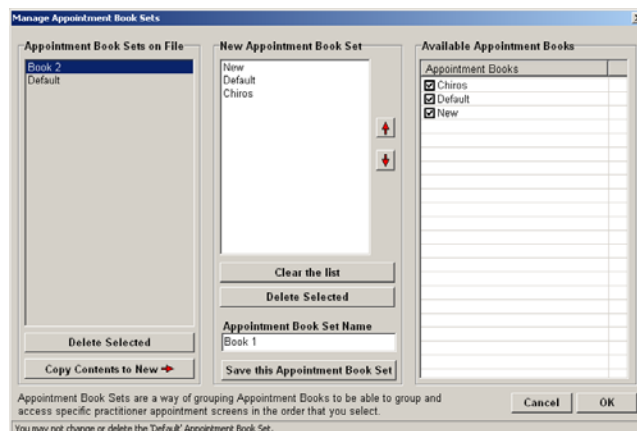 Manage Appointment Book Sets
Appointment Book Sets on File
Book 2
Default
Delete Selected
Copy Contents to New
New Appointment Book Set
New
Default
Chiros
Clear the list
Delete Selected
Appointment Book Set Name
Book 1
Save this Appointment Book Set
Available Appointment Books
Appointment Books
Chiros
Default
New
Appointment Book Sets are a way of grouping Appointment Books to be able to group and
access specific practitioner appointment screens in the order that you select.
Cancel
OK
You may not change or delete the 'Default' Appointment Book Set.